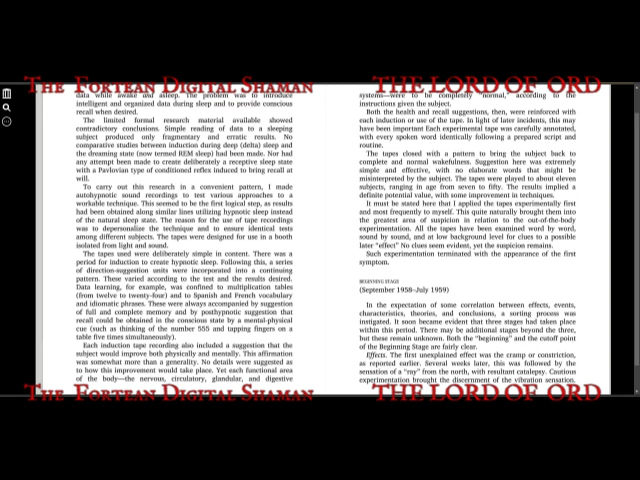 THE FORTEAN DIGITAL SHAMAN
THE LORD OF ORD
data while awake and asleep. The problem was to introduce
intelligent and organized data during sleep and to provide conscious
recall when desired.
The limited formal research material available showed
contradictory conclusions. Simple reading of data to a sleeping
subject produced only fragmentary and erratic results. No
comparative studies between induction during deep (delta) sleep and
the dreaming state (now termed REM sleep) had been made. Nor had
any attempt been made to create deliberately a receptive sleep state
with a Pavlovian type of conditioned reflex induced to bring recall at
will.
To carry out this research in a convenient pattern, I made
autohypnotic sound recordings to test various approaches to a
workable technique. This seemed to be the first logical step, as results
had been obtained along similar lines utilizing hypnotic sleep instead
of the natural sleep state. The reason for the use of tape recordings
was to depersonalize the technique and to ensure identical tests
among different subjects. The tapes were designed for use in a booth
isolated from light and sound.
The tapes used were deliberately simple in content. There was a
period for induction to create hypnotic sleep. Following this, a series
of direction-suggestion units were incorporated into a continuing
pattern. These varied according to the test and the results desired.
Data learning, for example, was confined to multiplication tables
(from twelve to twenty-four) and to Spanish and French vocabulary
and idiomatic phrases. These were always accompanied by suggestion
of full and complete memory and by posthypnotic suggestion that
recall could be obtained in the conscious state by a mental-physical
cue (such as thinking of the number 555 and tapping fingers on a
table five times simultaneously).
Each induction tape recording also included a suggestion that the
subject would improve both physically and mentally. This affirmation
was somewhat more than a generality. No details were suggested as
to how this improvement would take place. Yet each functional area
of the body—the nervous, circulatory, glandular, and digestive
systems—were to be completely "normal," according to the
instructions given the subject.
Both the health and recall suggestions, then, were reinforced with
each induction or use of the tape. In light of later incidents, this may
have been important Each experimental tape was carefully annotated,
with every spoken word identically following a prepared script and
routine.
The tapes closed with a pattern to bring the subject back to
complete and normal wakefulness. Suggestion here was extremely
simple and effective, with no elaborate words that might be
misinterpreted by the subject. The tapes were played to about eleven
subjects, ranging in age from seven to fifty. The results implied a
definite potential value, with some improvement in techniques.
It must be stated here that I applied the tapes experimentally first
and most frequently to myself. This quite naturally brought them into
the greatest area of suspicion in relation to the out-of-the-body
experimentation. All the tapes have been examined word by word,
sound by sound, and at low background level for clues to a possible
later "effect" No clues seem evident, yet the suspicion remains.
Such experimentation terminated with the appearance of the first
symptom.
BEGINNING STAGE
(September 1958–July 1959)
In the expectation of some correlation between effects, events,
characteristics, theories, and conclusions, a sorting process was
instigated. It soon became evident that three stages had taken place
within this period. There may be additional stages beyond the three,
but these remain unknown. Both the "beginning" and the cutoff point
of the Beginning Stage are fairly clear.
Effects. The first unexplained effect was the cramp or constriction,
as reported earlier. Several weeks later, this was followed by the
sensation of a "ray" from the north, with resultant catalepsy. Cautious
experimentation brought the discernment of the vibration sensation.
THE FORTEAN DIGITAL SHAMAN
THE LORD OF ORD